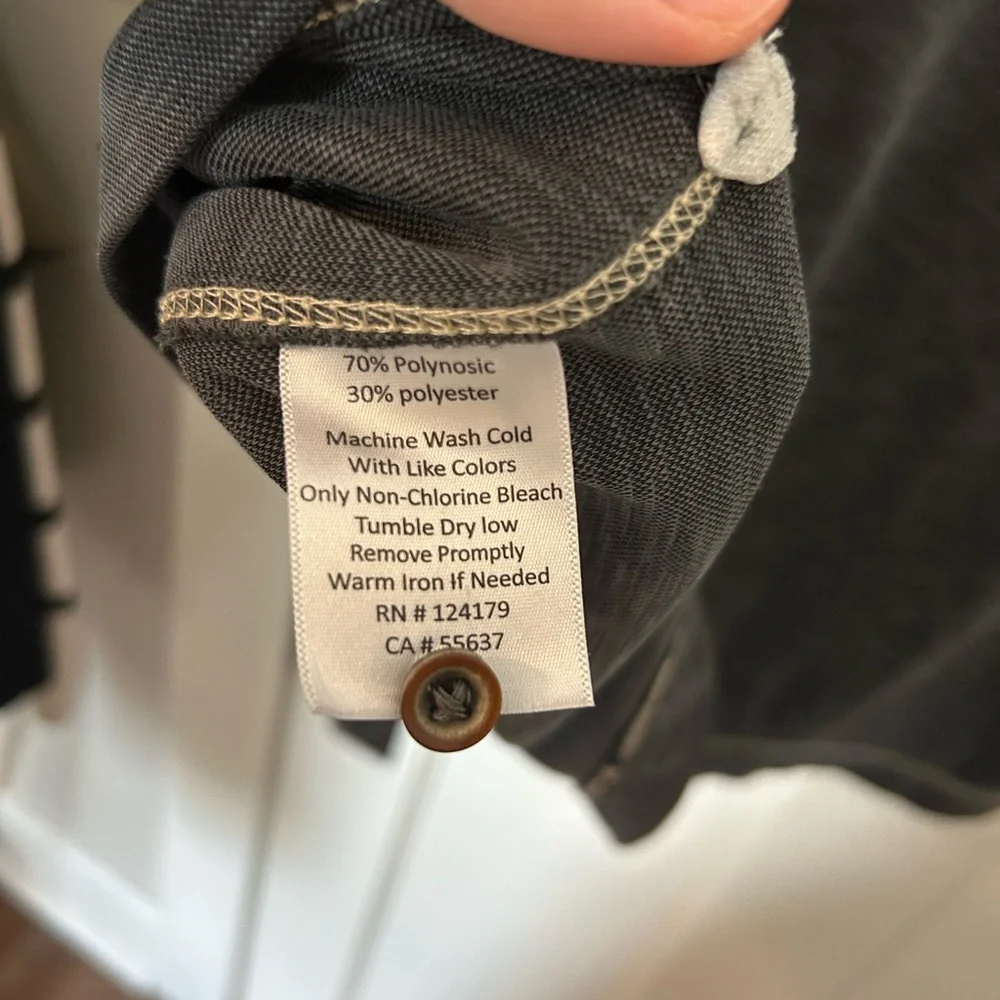 70% Polynosic
30% polyester
Machine Wash Cold
With Like Colors
Only Non-Chlorine Bleach
Tumble Dry low
Remove Promptly
Warm Iron If Needed
RN # 124179
CA # 55637